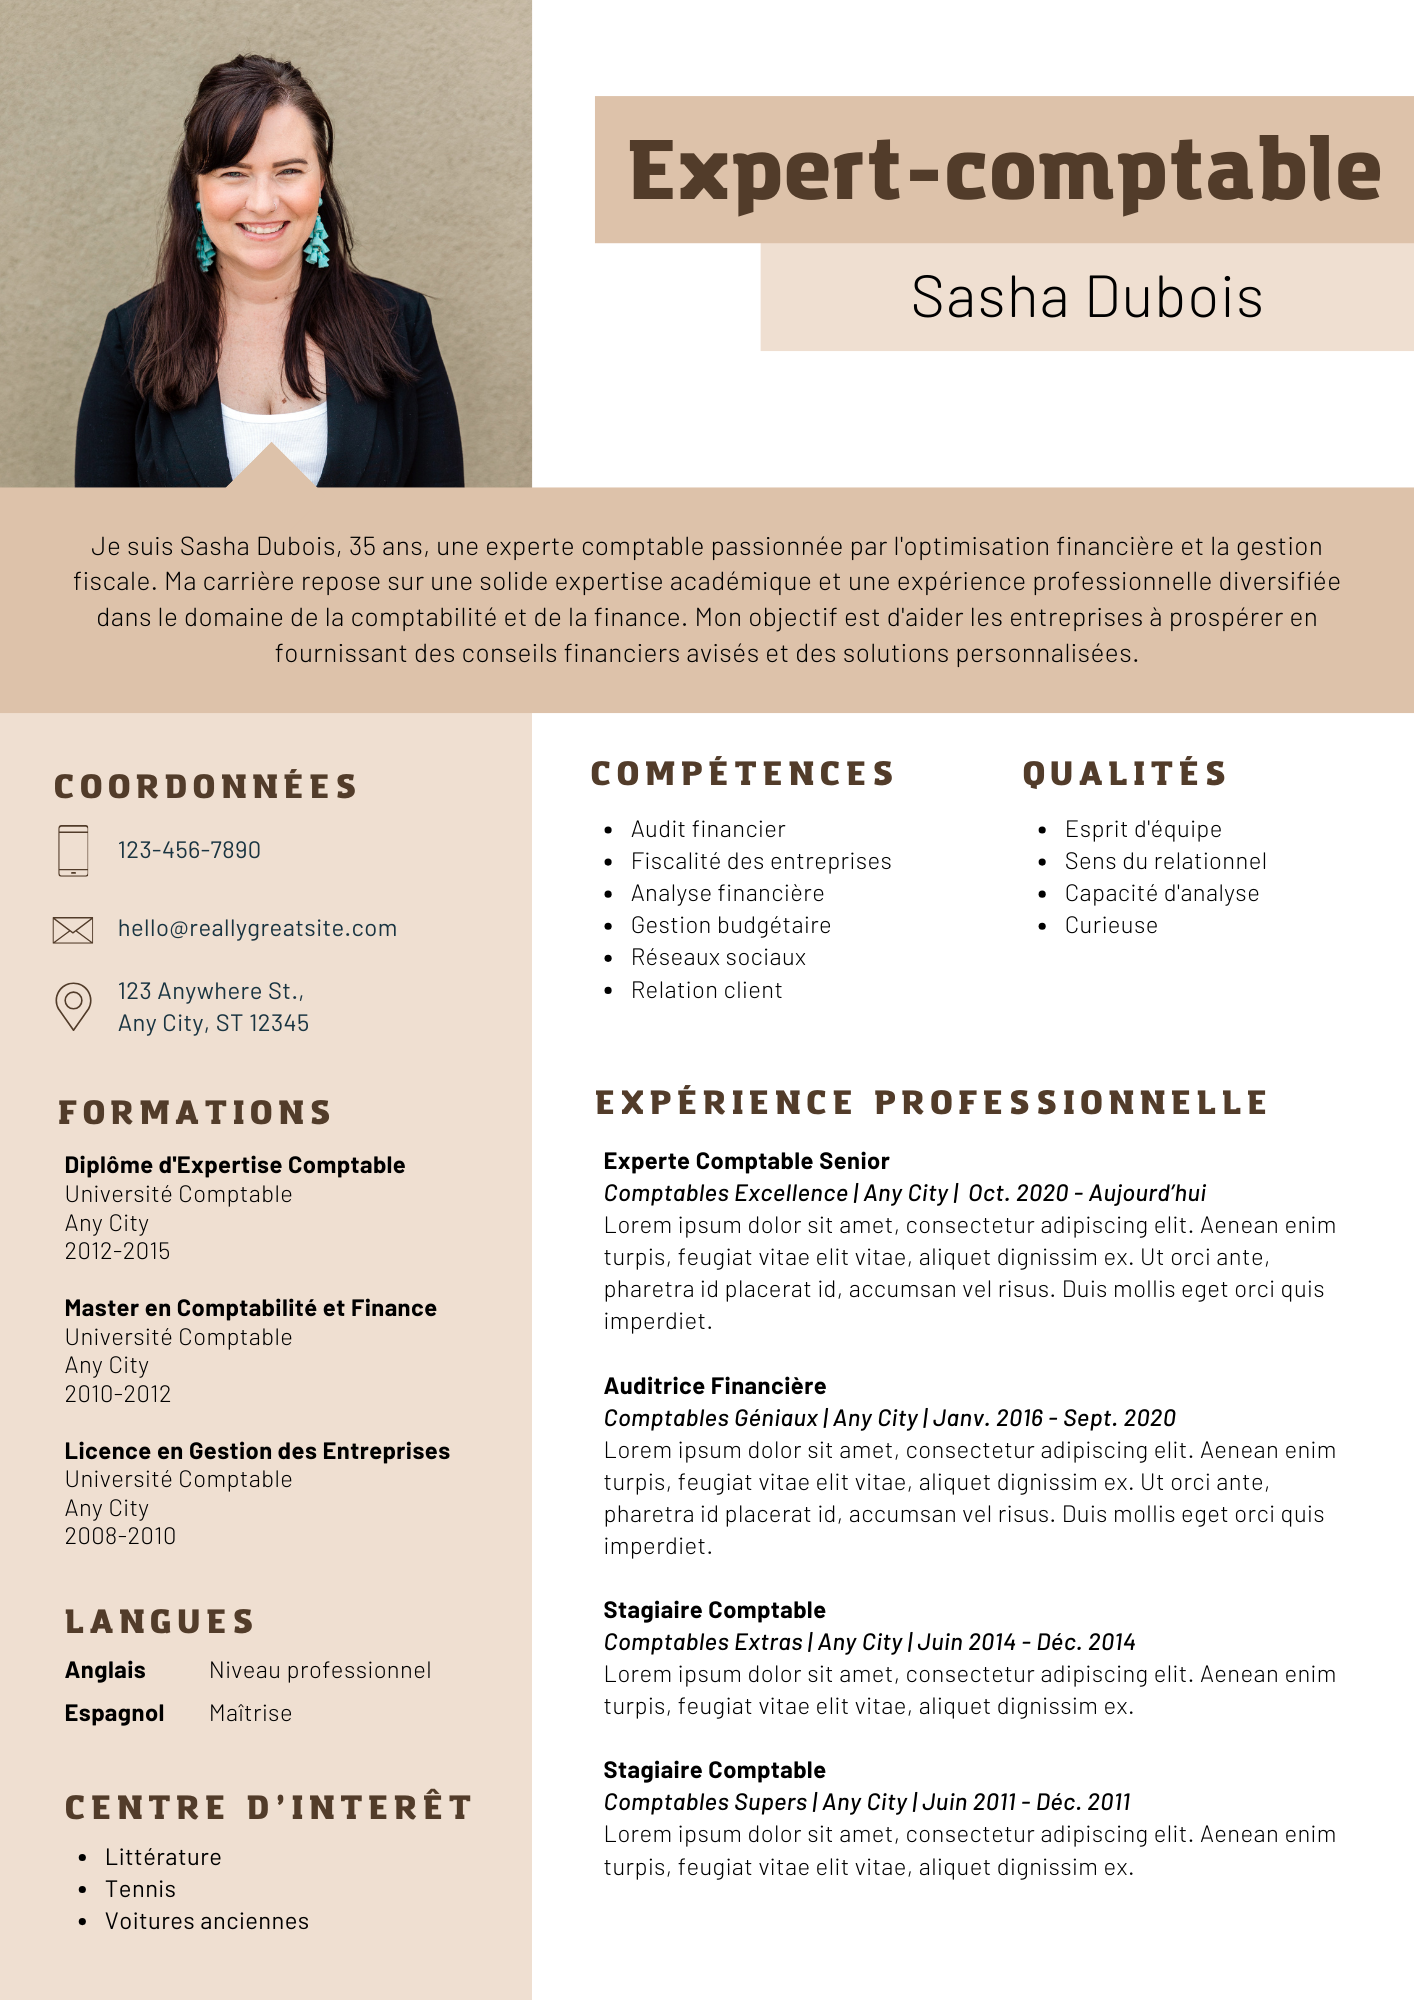 Expert-comptable
Sasha Dubois
Je suis Sasha Dubois, 35 ans, une experte comptable passionnée par l'optimisation financière et la gestion
fiscale. Ma carrière repose sur une solide expertise académique et une expérience professionnelle diversifiée
dans le domaine de la comptabilité et de la finance. Mon objectif est d'aider les entreprises à prospérer en
fournissant des conseils financiers avisés et des solutions personnalisées.
COORDONNÉES
123-456-7890
hello@reallygreatsite.com
123 Anywhere St.,
Any City, ST 12345
FORMATIONS
Diplôme d'Expertise Comptable
Université Comptable
Any City
2012-2015
Master en Comptabilité et Finance
Université Comptable
Any City
2010-2012
Licence en Gestion des Entreprises
Université Comptable
Any City
2008-2010
LANGUES
Anglais Niveau professionnel
Espagnol Maîtrise
CENTRE D'INTERÊT
• Littérature
• Tennis
• Voitures anciennes
COMPÉTENCES
• Audit financier
• Fiscalité des entreprises
• Analyse financière
• Gestion budgétaire
• Réseaux sociaux
• Relation client
QUALITÉS
• Esprit d'équipe
• Sens du relationnel
• Capacité d'analyse
• Curieuse
EXPÉRIENCE PROFESSIONNELLE
Experte Comptable Senior
Comptables Excellence | Any City | Oct. 2020 - Aujourd’hui
Lorem ipsum dolor sit amet, consectetur adipiscing elit. Aenean enim
turpis, feugiat vitae elit vitae, aliquet dignissim ex. Ut orci ante,
pharetra id placerat id, accumsan vel risus. Duis mollis eget orci quis
imperdiet.
Auditrice Financière
Comptables Géniaux | Any City | Janv. 2016 - Sept. 2020
Lorem ipsum dolor sit amet, consectetur adipiscing elit. Aenean enim
turpis, feugiat vitae elit vitae, aliquet dignissim ex. Ut orci ante,
pharetra id placerat id, accumsan vel risus. Duis mollis eget orci quis
imperdiet.
Stagiaire Comptable
Comptables Extras | Any City | Juin 2014 - Déc. 2014
Lorem ipsum dolor sit amet, consectetur adipiscing elit. Aenean enim
turpis, feugiat vitae elit vitae, aliquet dignissim ex.
Stagiaire Comptable
Comptables Supers | Any City | Juin 2011 - Déc. 2011
Lorem ipsum dolor sit amet, consectetur adipiscing elit. Aenean enim
turpis, feugiat vitae elit vitae, aliquet dignissim ex.